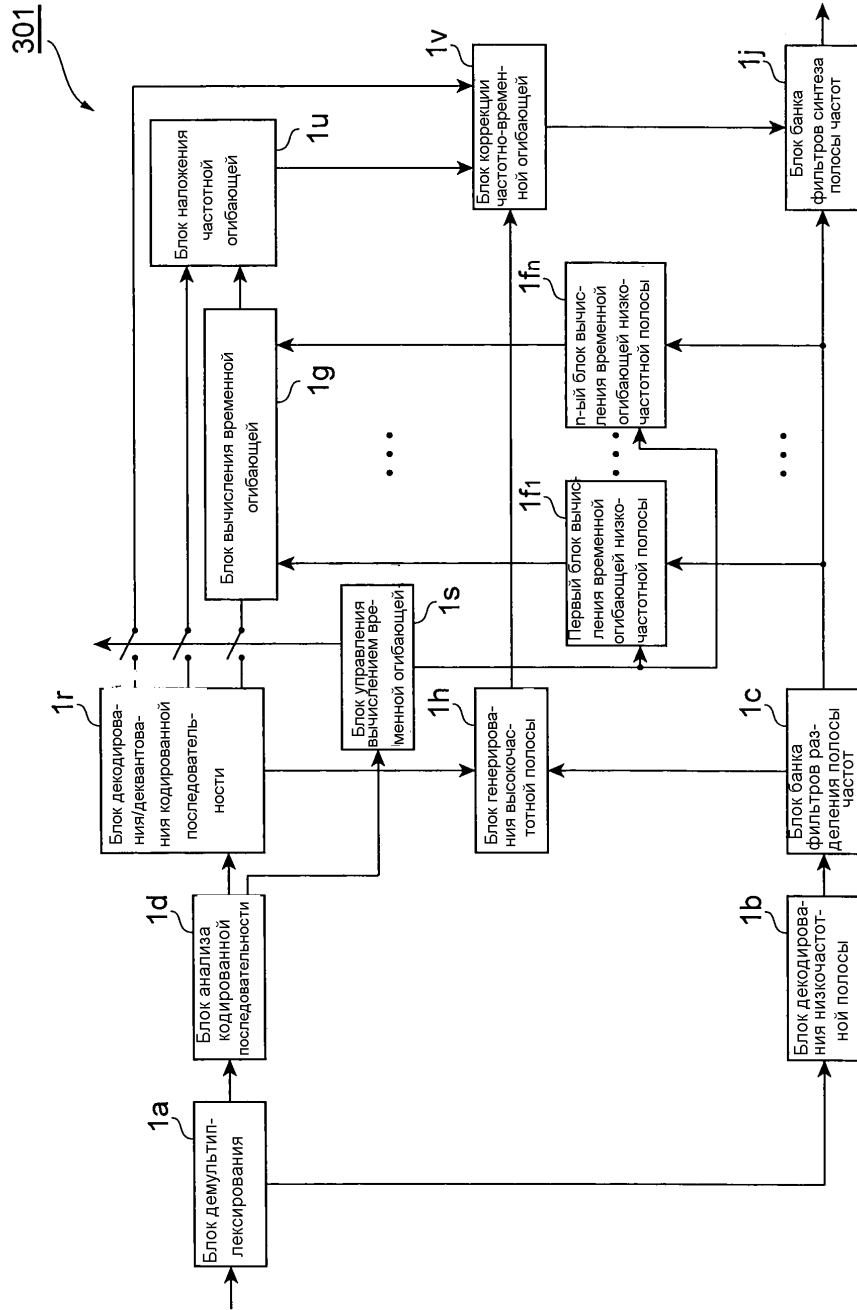 301
1a
Блок демультип-
лексирования
1d
Блок анализа
кодированной
последовательности
1r
Блок декодирова-
ния/деквантова-
ния кодированной
последователь-
ности
1s
Блок управления
вычислением вре-
менной огибающей
1g
Блок вычисления временной
огибающей
1u
Блок наложения
частотной
огибающей
1v
Блок коррекции
частотно-времен-
ной огибающей
1h
Блок генерирова-
ния высокочас-
тотной полосы
1f1
Первый блок вычис-
ления временной
огибающей низко-
частотной полосы
1fn
n-ый блок вычис-
ления временной
огибающей низко-
частотной полосы
1b
Блок декодирова-
ния низкочастот-
ной полосы
1c
Блок банка
фильтров раз-
деления полосы
частот
1j
Блок банка
фильтров синтеза
полосы частот